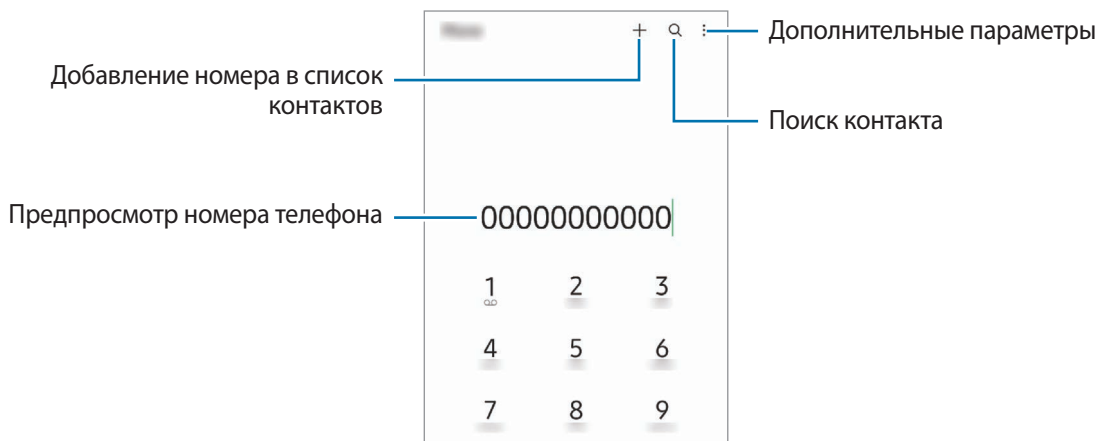 Дополнительные параметры
Добавление номера в список
контактов
Поиск контакта
Предпросмотр номера телефона
00000000000
1 2 3
4 5 6
7 8 9